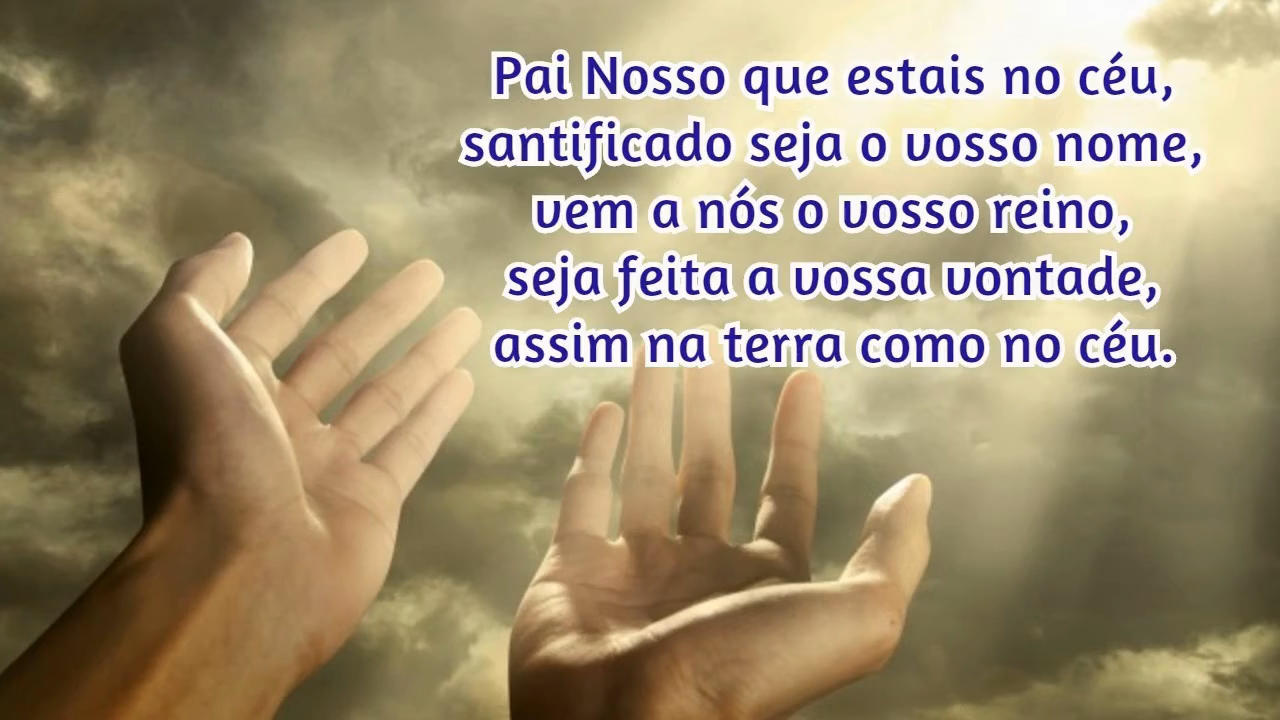 Pai Nosso que estais no céu,
santificado seja o vosso nome,
vem a nós o vosso reino,
seja feita a vossa vontade,
assim na terra como no céu.